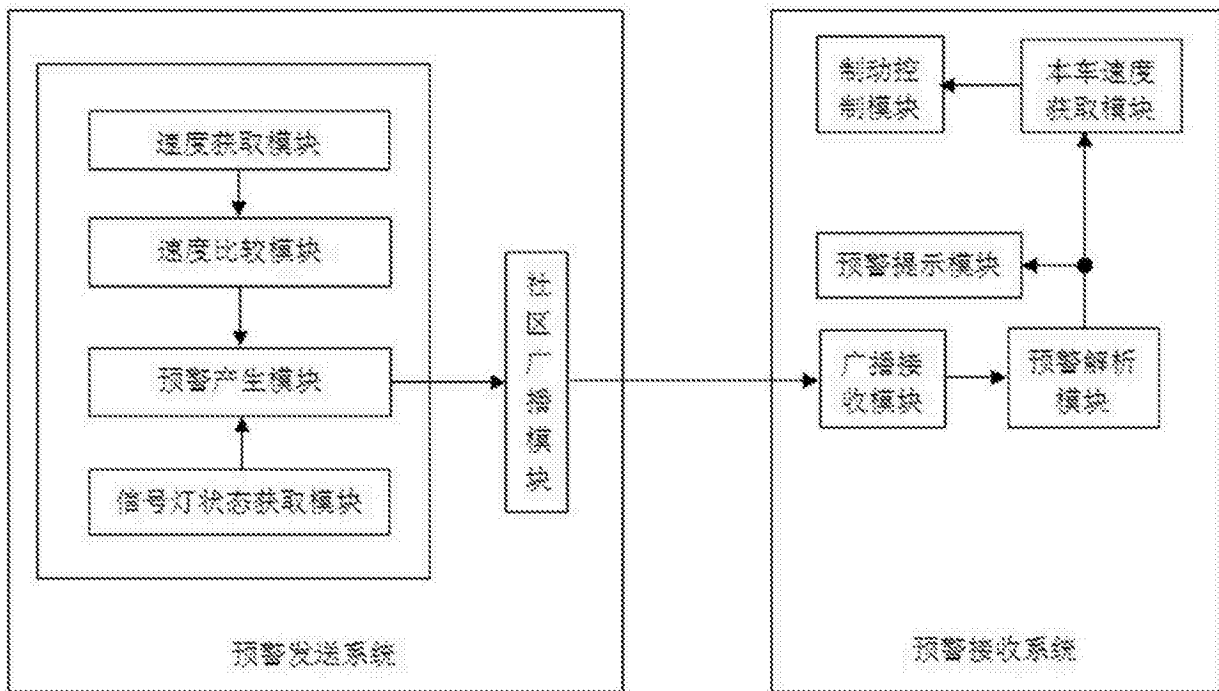 速度获取模块
速度比较模块
预警产生模块
信号灯状态获取模块
预警发送系统
区
广
播
模
块
制动控
制模块
本车速度
获取模块
预警提示模块
广播接
收模块
预警解析
模块
预警接收系统